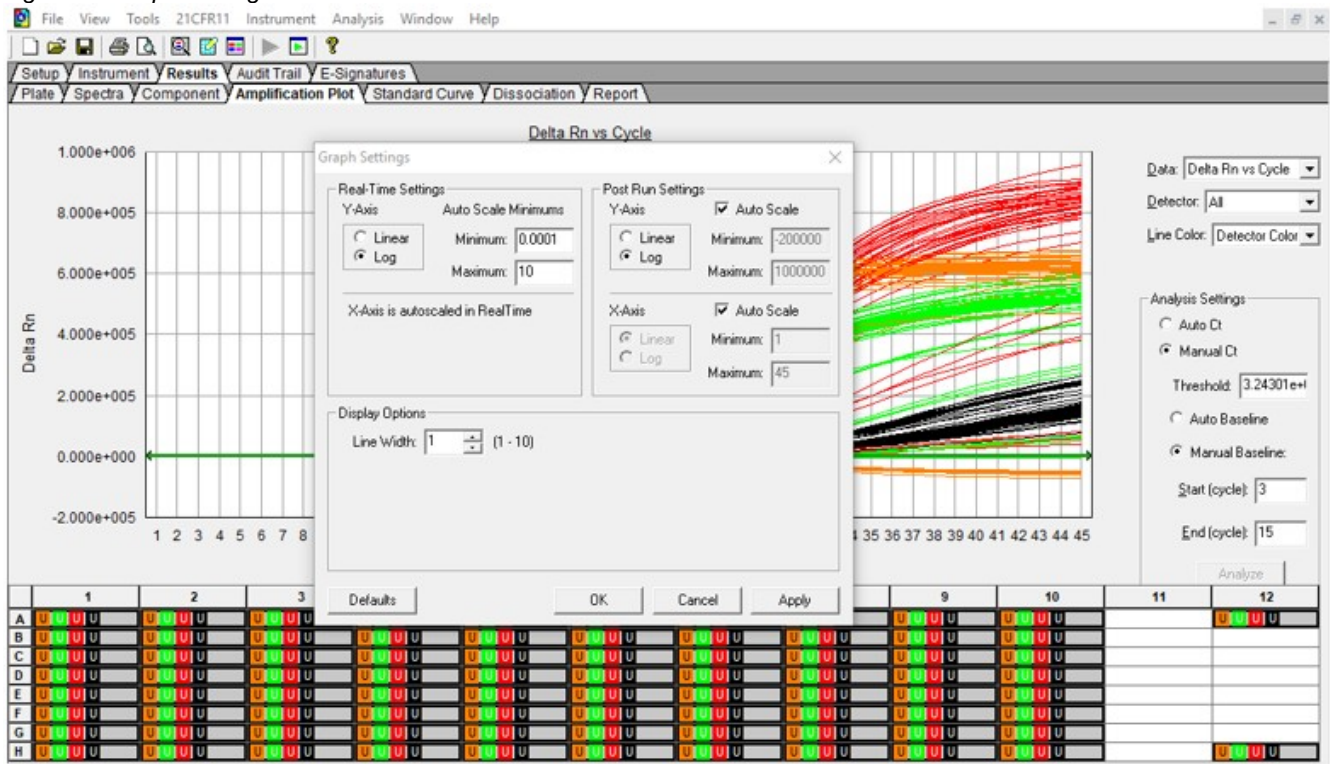 File View Tools 21CFR11 Instrument Analysis Window Help
Setup Instrument Results Audit Trail E-Signatures
Plate Spectra Component Amplification Plot Standard Curve Dissociation Report
Delta Rn vs Cycle
Graph Settings
Real-Time Settings
Y-Axis Auto Scale Minimums
Linear Minimum: 0.0001
Log
Maximum: 10
X-Axis is autoscaled in RealTime
Post Run Settings
Y-Axis Auto Scale
Linear Minimum: -200000
Log
Maximum: 1000000
X-Axis Auto Scale
Linear Minimum: 1
Log
Maximum: 45
Display Options
Line Width: 1 (1 - 10)
Defaults OK Cancel Apply
Delta Rn
1.000e+006
8.000e+005
6.000e+005
4.000e+005
2.000e+005
0.000e+000
-2.000e+005
1 2 3 4 5 6 7 8 35 36 37 38 39 40 41 42 43 44 45
Data: Delta Rn vs Cycle
Detector: All
Line Color: Detector Color
Analysis Settings
Auto Ct
Manual Ct
Threshold: 3.24301e+
Auto Baseline
Manual Baseline:
Start (cycle): 3
End (cycle): 15
Analyze
1 2 3 9 10 11 12
A U U U U U U U U U U U U U U U U U U U U U U U U
B U U U U U U U U U U U U U U U U U U U U U U U U U U U U U U U U U U U U U U U U
C U U U U U U U U U U U U U U U U U U U U U U U U U U U U U U U U U U U U U U U U
D U U U U U U U U U U U U U U U U U U U U U U U U U U U U U U U U U U U U U U U U
E U U U U U U U U U U U U U U U U U U U U U U U U U U U U U U U U U U U U U U U U
F U U U U U U U U U U U U U U U U U U U U U U U U U U U U U U U U U U U U U U U U
G U U U U U U U U U U U U U U U U U U U U U U U U U U U U U U U U U U U U U U U U
H U U U U U U U U U U U U U U U U U U U U U U U U U U U U U U U U U U U U U U U U U U U U